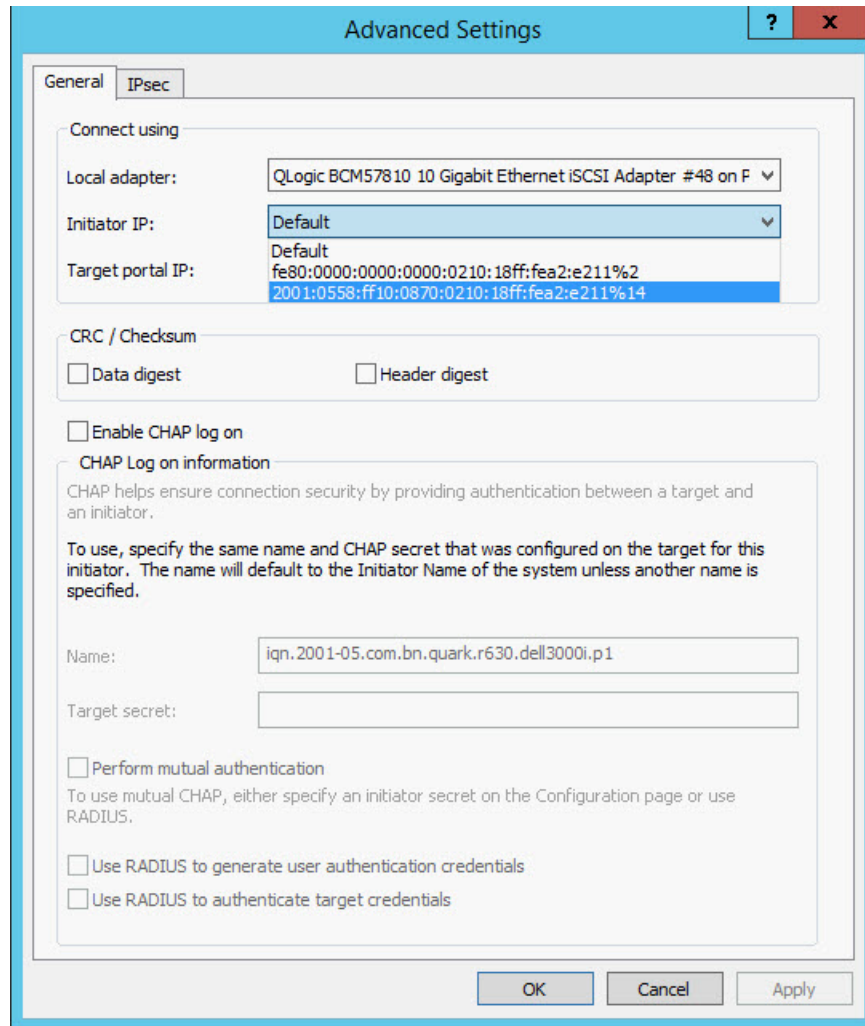 Advanced Settings
?
x
General
IPsec
Connect using
Local adapter:
QLogic BCM57810 10 Gigabit Ethernet iSCSI Adapter #48 on P
Initiator IP:
Default
Default
Target portal IP:
fe80:0000:0000:0000:0210:18ff:fea2:e211%2
2001:0558:ff10:0870:0210:18ff:fea2:e211%14
CRC / Checksum
Data digest
Header digest
Enable CHAP log on
CHAP Log on information
CHAP helps ensure connection security by providing authentication between a target and
an initiator.
To use, specify the same name and CHAP secret that was configured on the target for this
initiator. The name will default to the Initiator Name of the system unless another name is
specified.
Name:
iqn.2001-05.com.bn.quark.r630.dell3000i.p1
Target secret:
Perform mutual authentication
To use mutual CHAP, either specify an initiator secret on the Configuration page or use
RADIUS.
Use RADIUS to generate user authentication credentials
Use RADIUS to authenticate target credentials
OK
Cancel
Apply